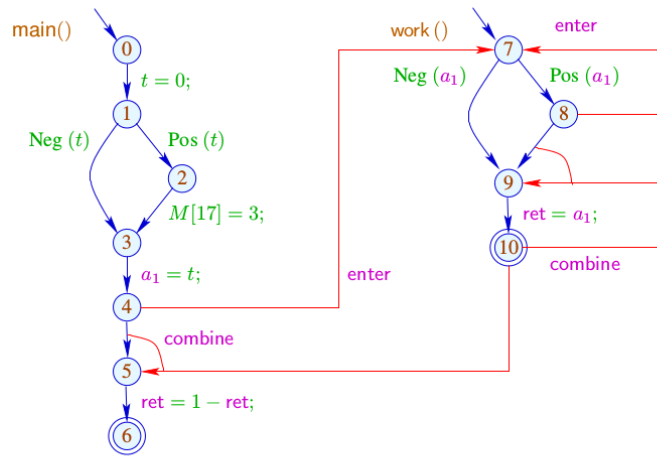 main()
0
t = 0;
1
Neg (t)
Pos (t)
2
M[17] = 3;
3
a₁ = t;
4
enter
combine
5
ret = 1 − ret;
6
work ()
7
enter
Neg (a₁)
Pos (a₁)
8
9
ret = a₁;
10
combine